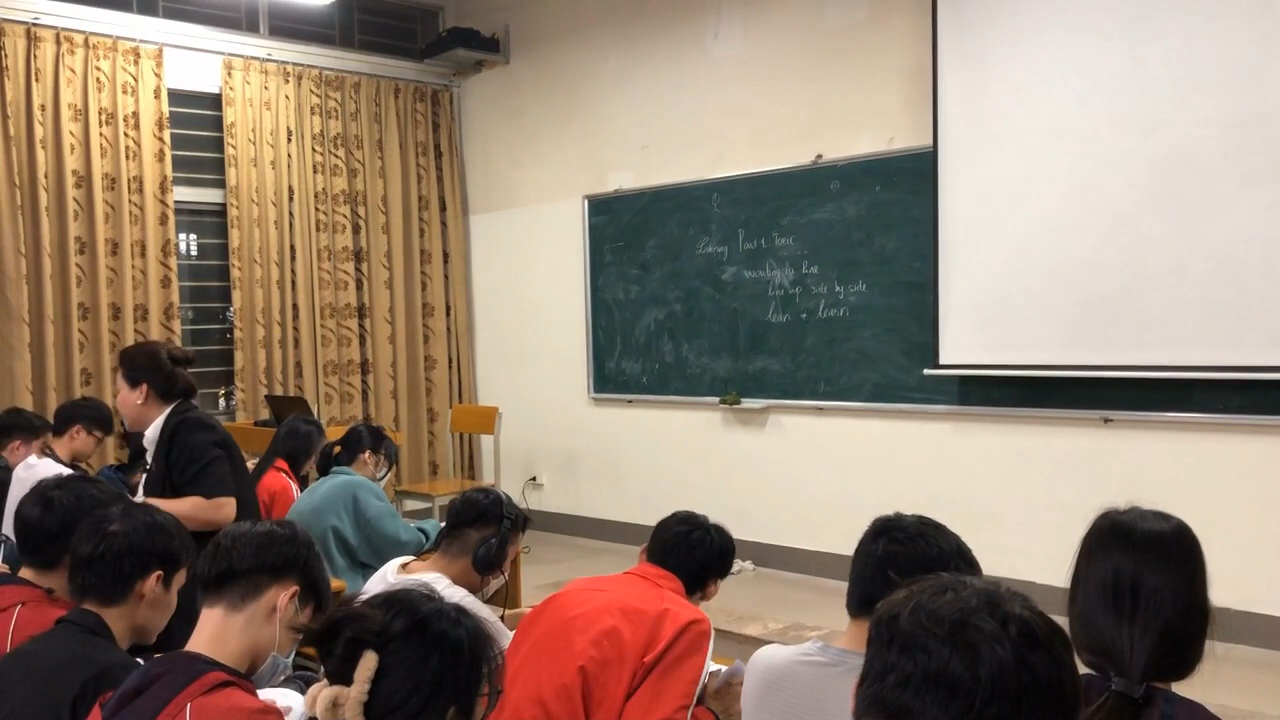 Listening Part 1: Toeic
waiting in line
line up side by side
lean + learn